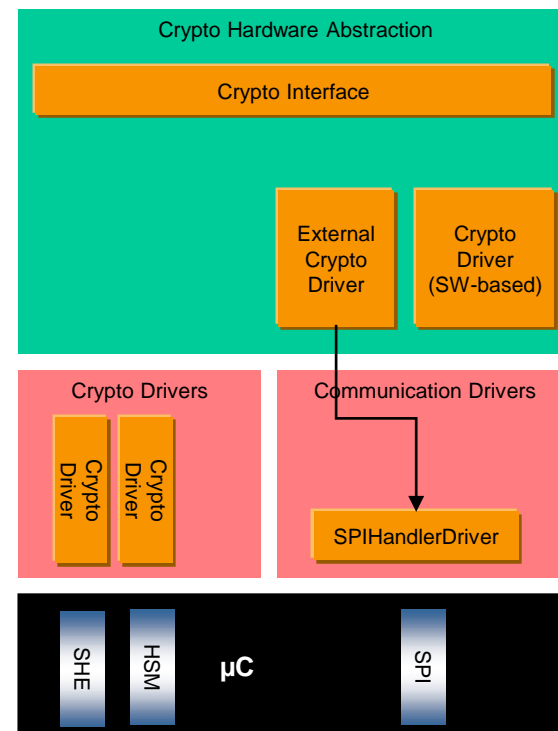 Crypto Hardware Abstraction
Crypto Interface
External
Crypto
Driver
Crypto
Driver
(SW-based)
Crypto Drivers
Communication Drivers
Crypto
Driver
Crypto
Driver
SPIHandlerDriver
SHE
HSM
µC
SPI